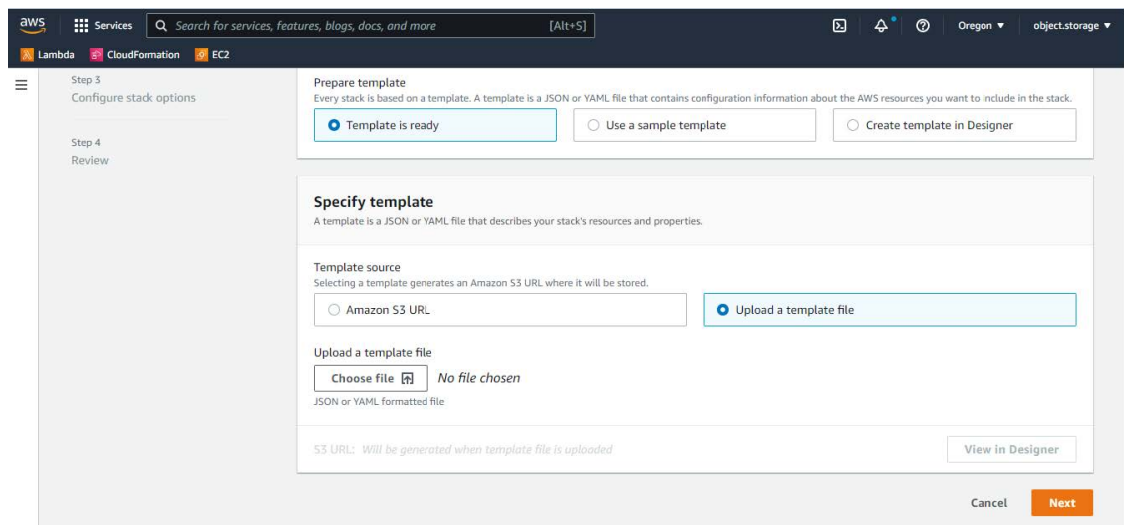 aws
Services
Search for services, features, blogs, docs, and more
[Alt+S]
Oregon
object.storage
Lambda
CloudFormation
EC2
Step 3
Configure stack options
Step 4
Review
Prepare template
Every stack is based on a template. A template is a JSON or YAML file that contains configuration information about the AWS resources you want to include in the stack.
Template is ready
Use a sample template
Create template in Designer
Specify template
A template is a JSON or YAML file that describes your stack's resources and properties.
Template source
Selecting a template generates an Amazon S3 URL where it will be stored.
Amazon S3 URL
Upload a template file
Upload a template file
Choose file
No file chosen
JSON or YAML formatted file
S3 URL: Will be generated when template file is uploaded
View in Designer
Cancel
Next